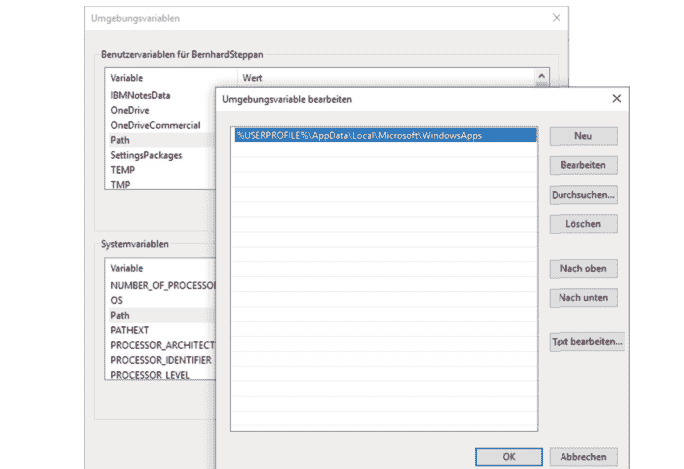 Umgebungsvariablen
Benutzervariablen für BernhardSteppan
Variable Wert
IBMNotesData
OneDrive
OneDriveCommercial
Path
SettingsPackages
TEMP
TMP
Systemvariablen
Variable
NUMBER_OF_PROCESSO
OS
Path
PATHEXT
PROCESSOR_ARCHITECT
PROCESSOR_IDENTIFIER
PROCESSOR_LEVEL
Umgebungsvariable bearbeiten
%USERPROFILE%\AppData\Local\Microsoft\WindowsApps
Neu
Bearbeiten
Durchsuchen...
Löschen
Nach oben
Nach unten
Text bearbeiten...
OK
Abbrechen